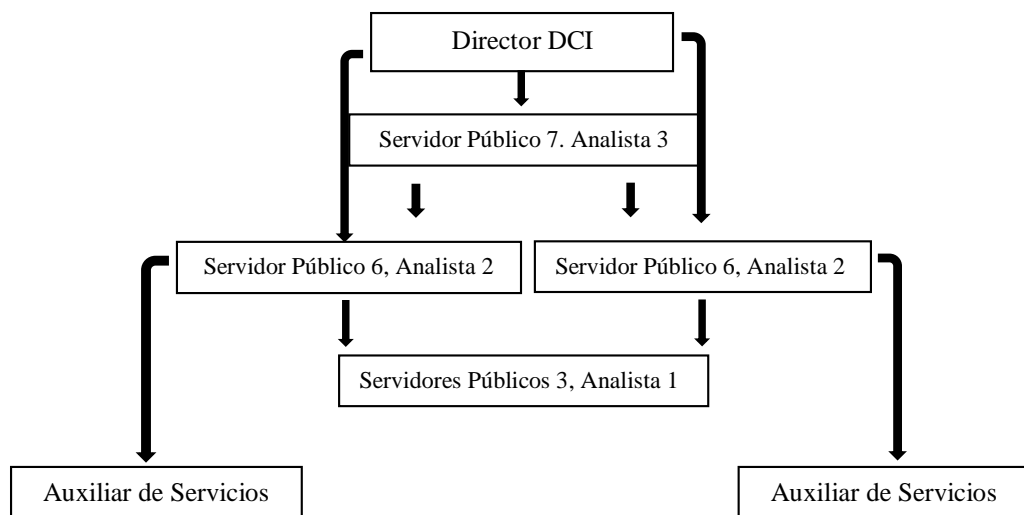 Director DCI
Servidor Público 7. Analista 3
Servidor Público 6, Analista 2
Servidor Público 6, Analista 2
Servidores Públicos 3, Analista 1
Auxiliar de Servicios
Auxiliar de Servicios